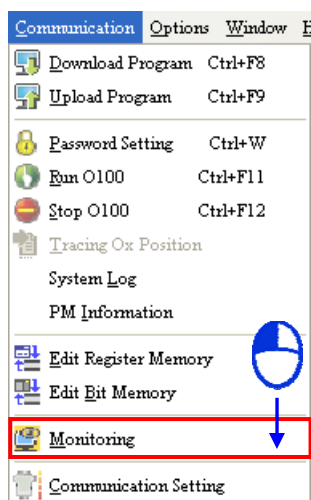 Communication Options Window H
Download Program Ctrl+F8
Upload Program Ctrl+F9
Password Setting Ctrl+W
Run O100 Ctrl+F11
Stop O100 Ctrl+F12
Tracing Ox Position
System Log
PM Information
Edit Register Memory
Edit Bit Memory
Monitoring
Communication Setting